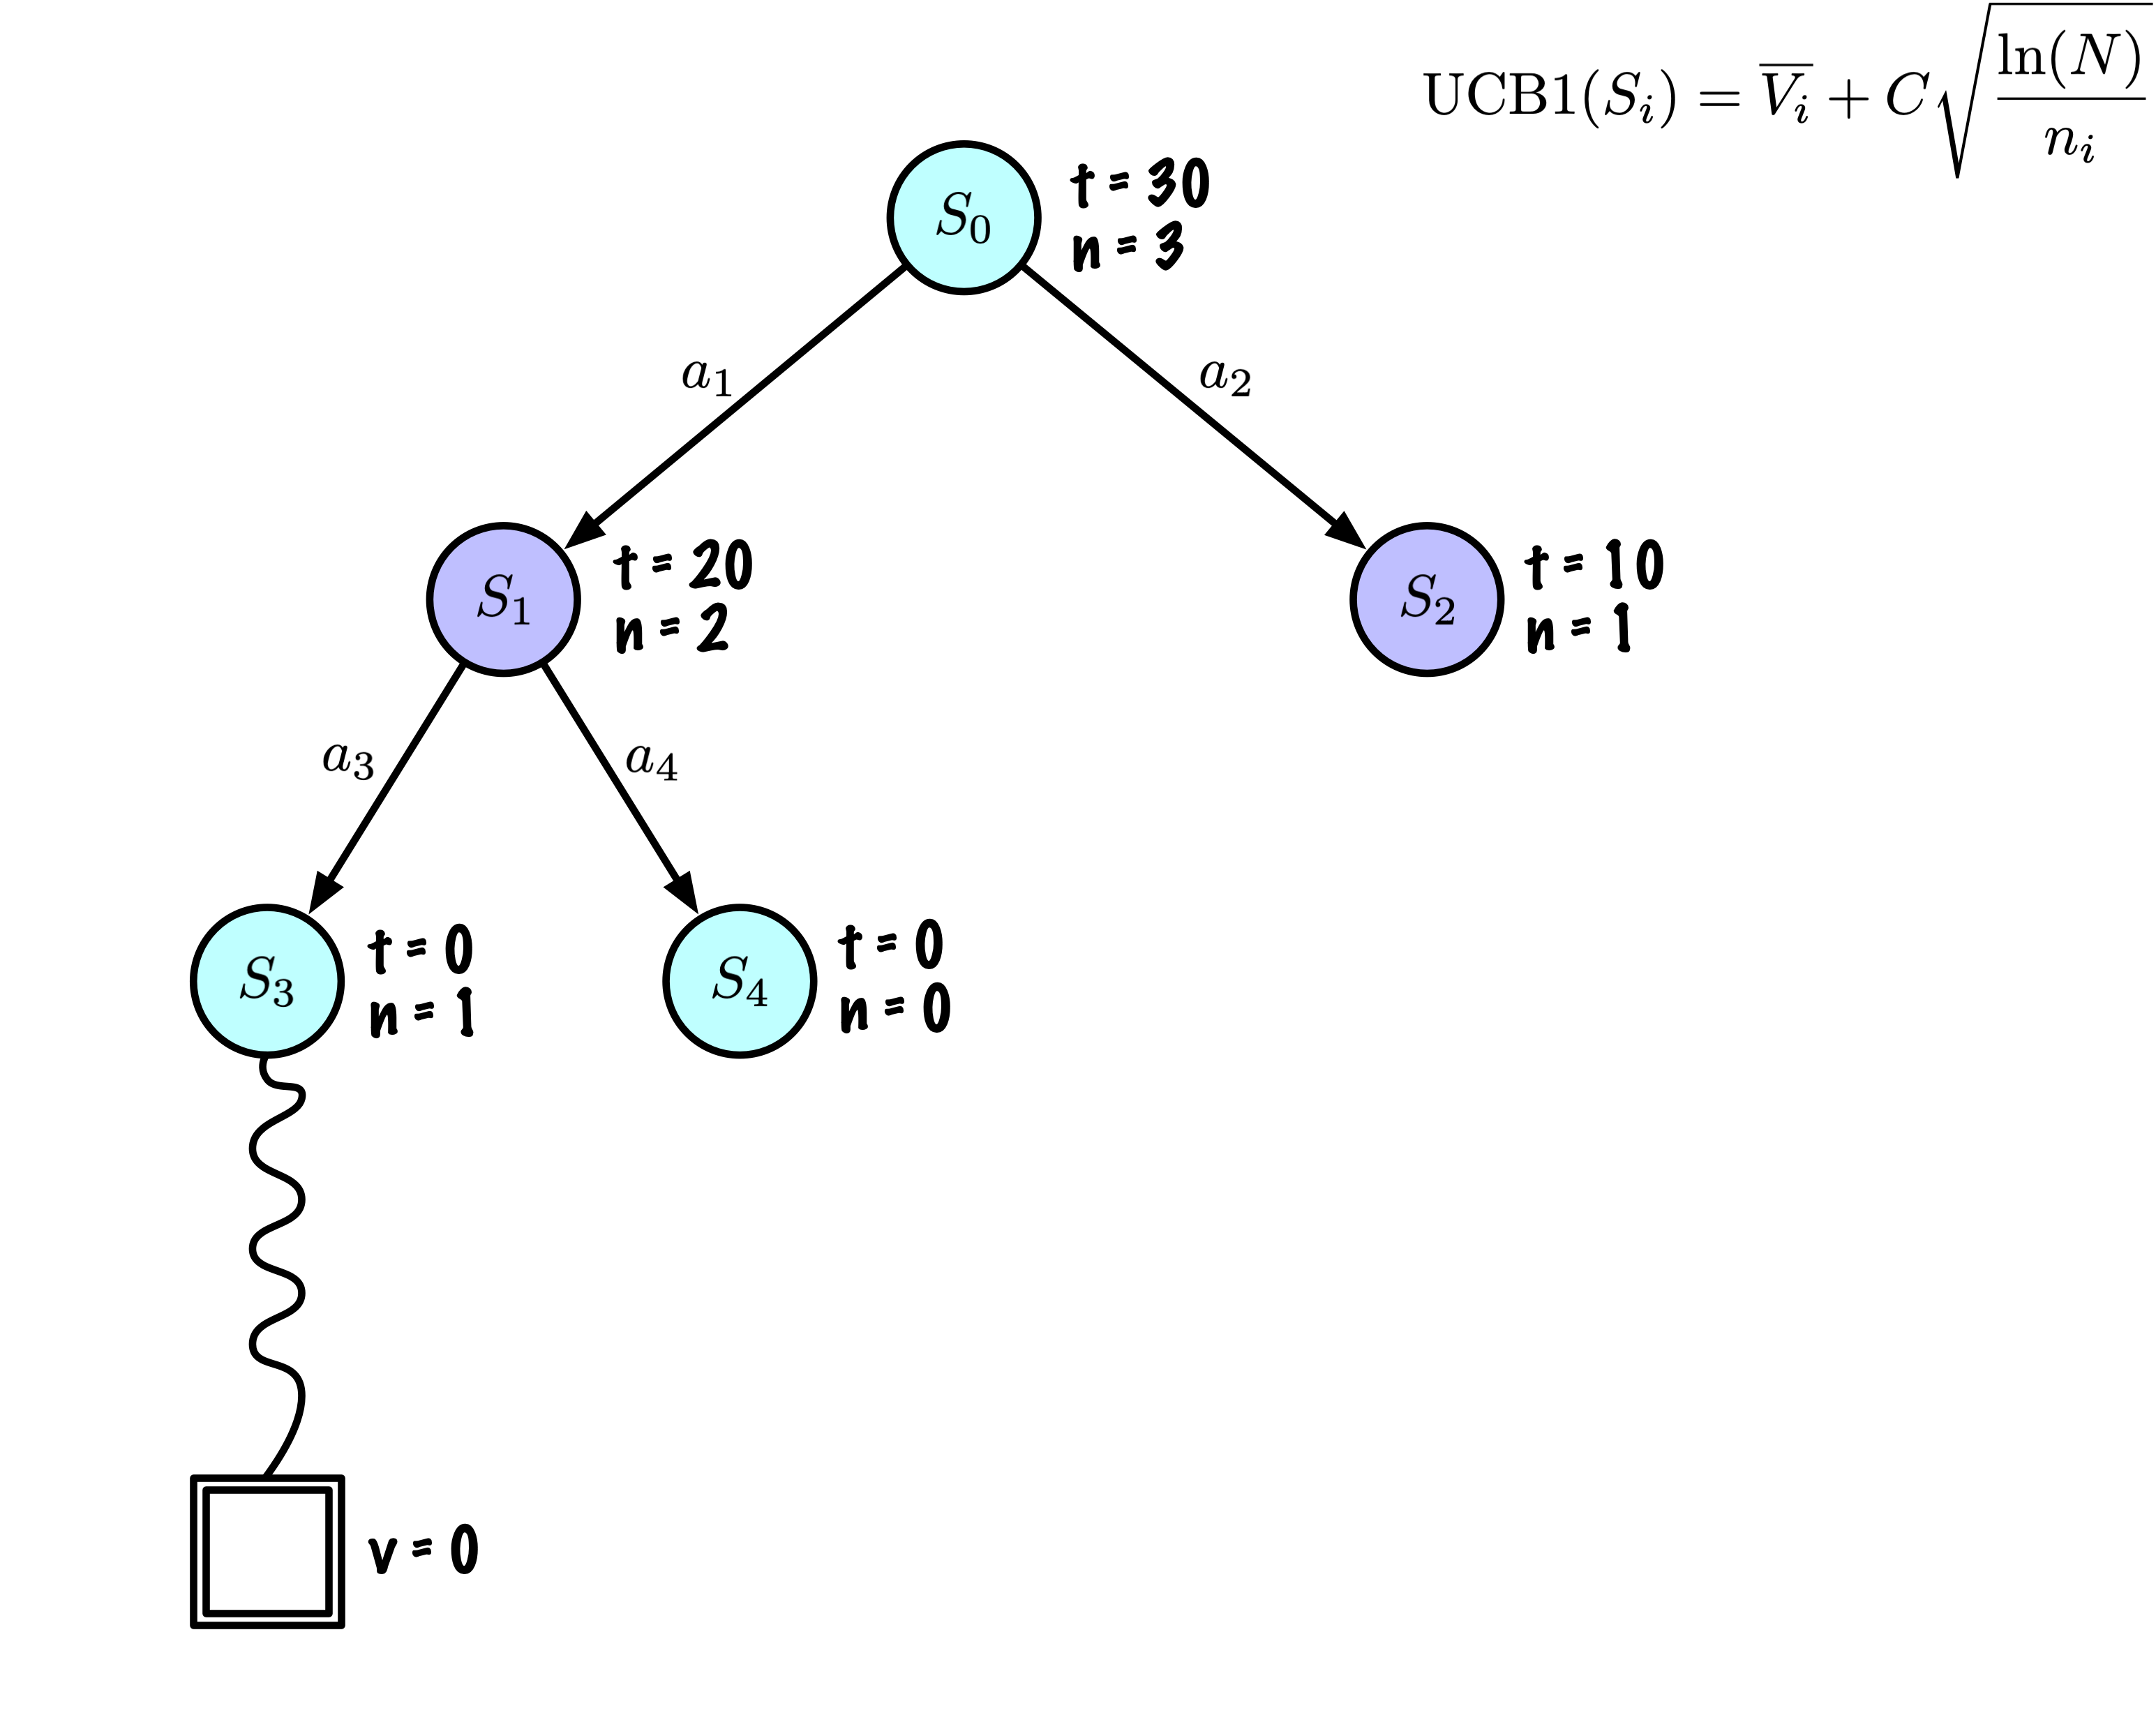 UCB1(S_i) = \overline{V_i} + C\sqrt{\frac{\ln(N)}{n_i}}
S_0
t = 30
n = 3
a_1
a_2
S_1
t = 20
n = 2
S_2
t = 10
n = 1
a_3
a_4
S_3
t = 0
n = 1
S_4
t = 0
n = 0
v = 0